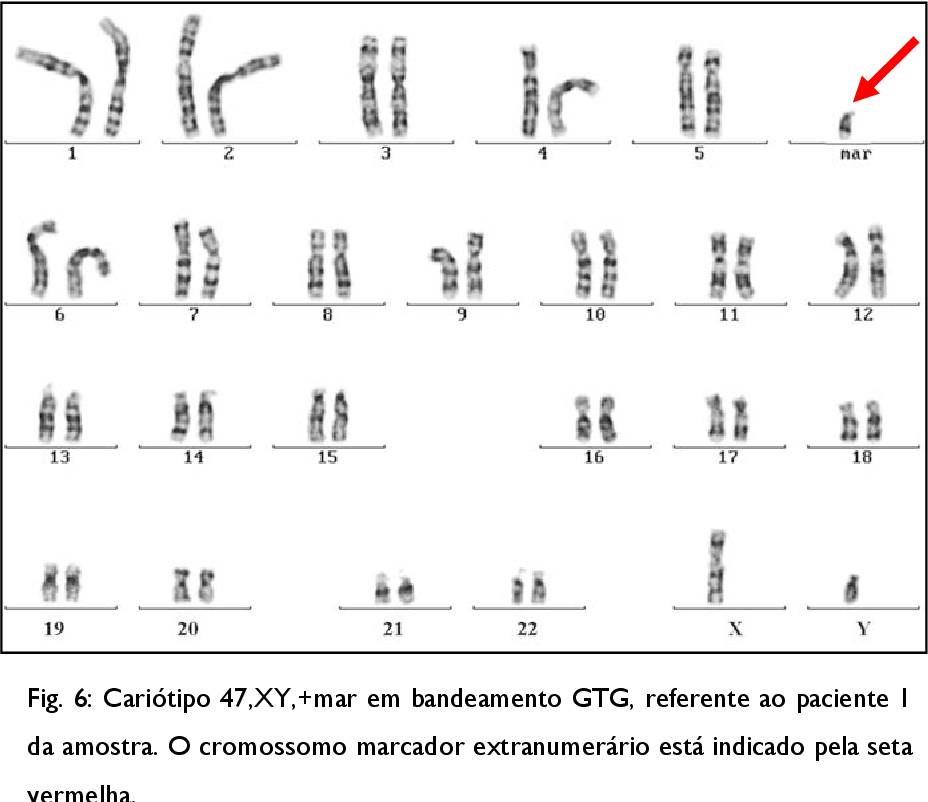 1 2 3 4 5 mar
6 7 8 9 10 11 12
13 14 15 16 17 18
19 20 21 22 X Y
Fig. 6: Cariótipo 47,XY,+mar em bandeamento GTG, referente ao paciente 1
da amostra. O cromossomo marcador extranumerário está indicado pela seta
vermelha.